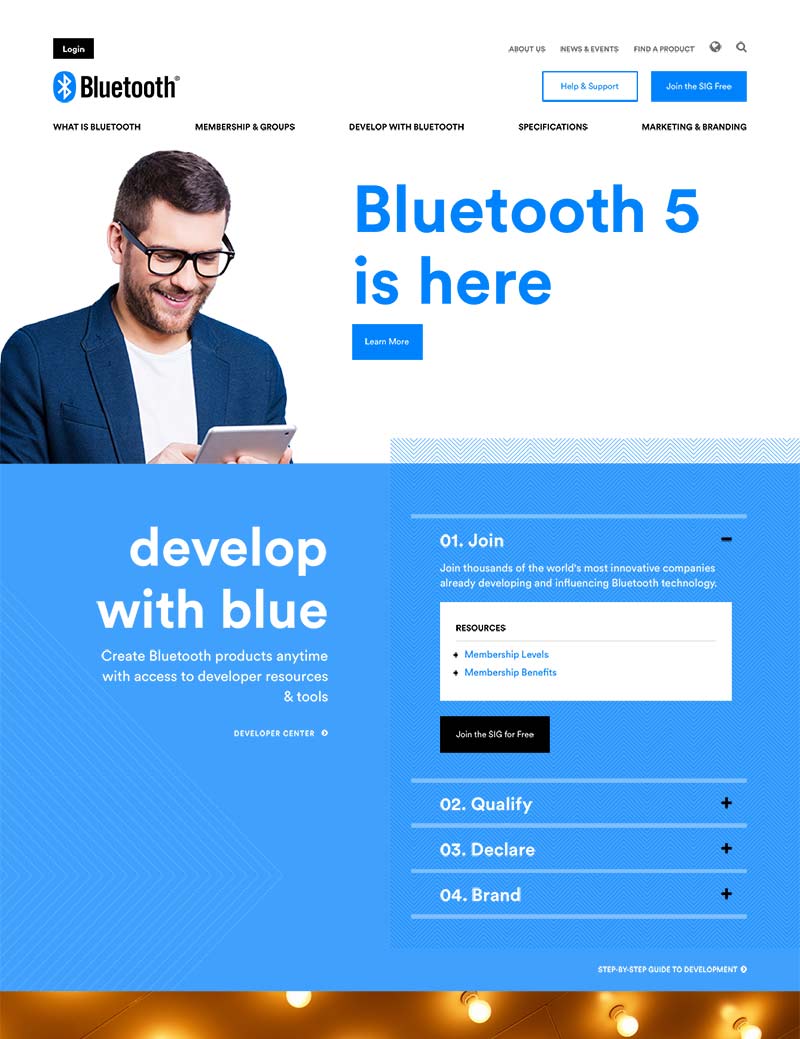 Login
ABOUT US NEWS & EVENTS FIND A PRODUCT
Bluetooth®
Help & Support Join the SIG Free
WHAT IS BLUETOOTH MEMBERSHIP & GROUPS DEVELOP WITH BLUETOOTH SPECIFICATIONS MARKETING & BRANDING
Bluetooth 5
is here
Learn More
develop
with blue
Create Bluetooth products anytime
with access to developer resources
& tools
DEVELOPER CENTER
01. Join
Join thousands of the world's most innovative companies
already developing and influencing Bluetooth technology.
RESOURCES
Membership Levels
Membership Benefits
Join the SIG for Free
02. Qualify
03. Declare
04. Brand
STEP-BY-STEP GUIDE TO DEVELOPMENT